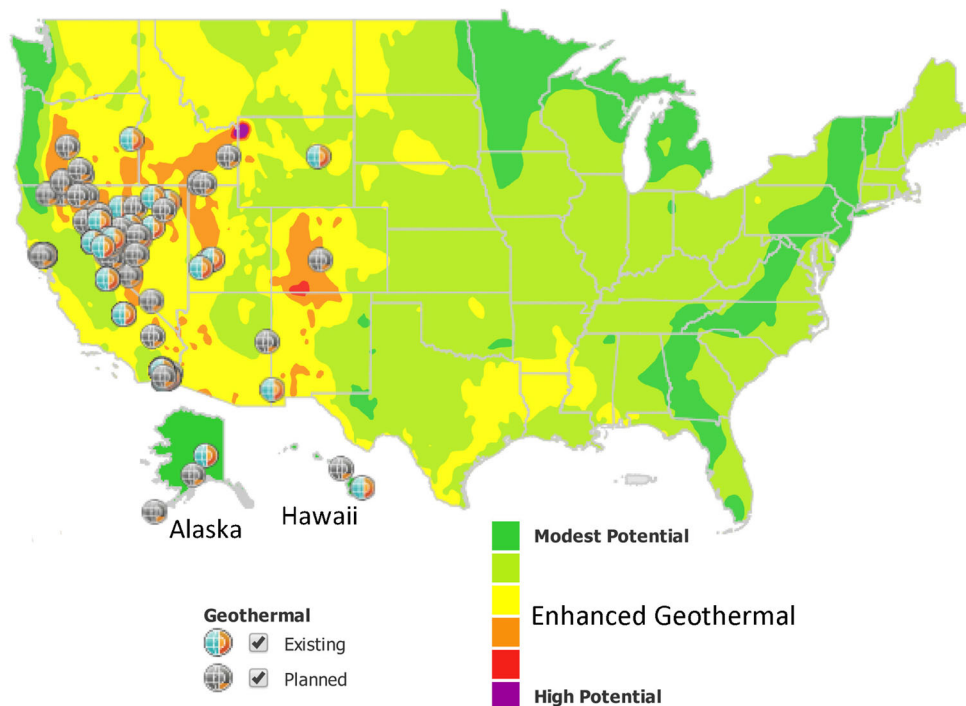 Alaska
Hawaii
Modest Potential
Enhanced Geothermal
High Potential
Geothermal
Existing
Planned